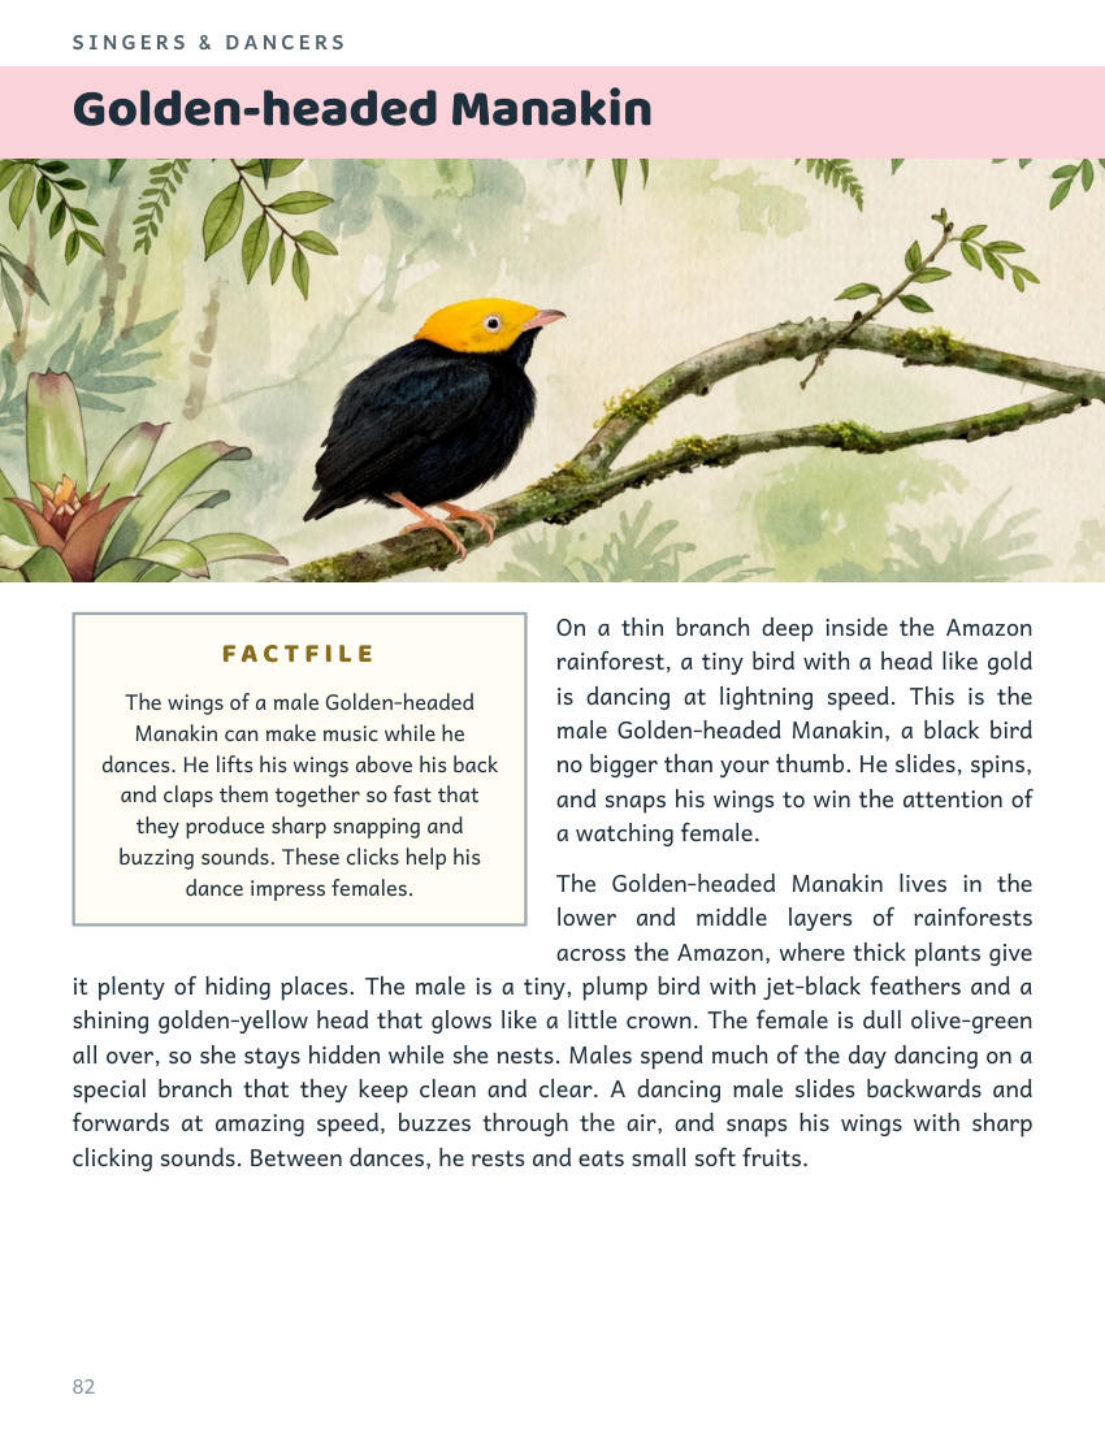 SINGERS & DANCERS
Golden-headed Manakin
FACTFILE
The wings of a male Golden-headed
Manakin can make music while he
dances. He lifts his wings above his back
and claps them together so fast that
they produce sharp snapping and
buzzing sounds. These clicks help his
dance impress females.
On a thin branch deep inside the Amazon
rainforest, a tiny bird with a head like gold
is dancing at lightning speed. This is the
male Golden-headed Manakin, a black bird
no bigger than your thumb. He slides, spins,
and snaps his wings to win the attention of
a watching female.
The Golden-headed Manakin lives in the
lower and middle layers of rainforests
across the Amazon, where thick plants give
it plenty of hiding places. The male is a tiny, plump bird with jet-black feathers and a
shining golden-yellow head that glows like a little crown. The female is dull olive-green
all over, so she stays hidden while she nests. Males spend much of the day dancing on a
special branch that they keep clean and clear. A dancing male slides backwards and
forwards at amazing speed, buzzes through the air, and snaps his wings with sharp
clicking sounds. Between dances, he rests and eats small soft fruits.
82